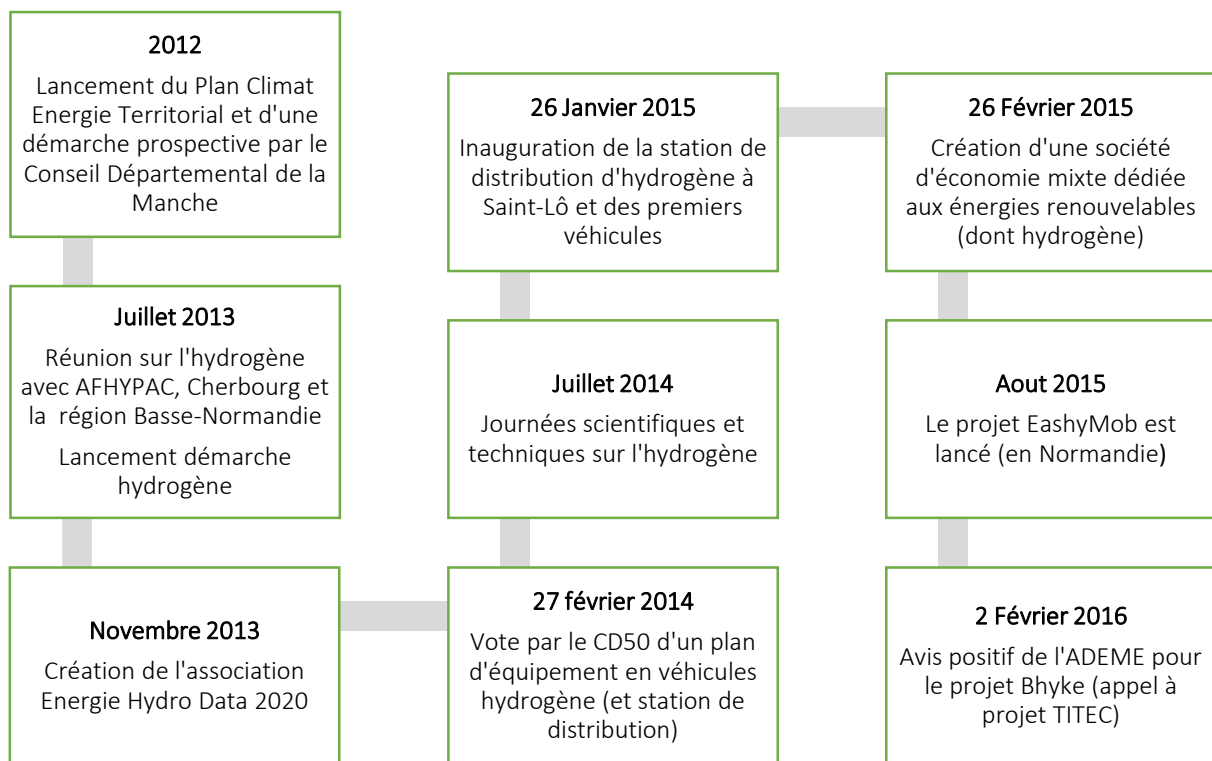 2012
Lancement du Plan Climat
Energie Territorial et d'une
démarche prospective par le
Conseil Départemental de la
Manche
Juillet 2013
Réunion sur l'hydrogène
avec AFHYPAC, Cherbourg et
la région Basse-Normandie
Lancement démarche
hydrogène
Novembre 2013
Création de l'association
Energie Hydro Data 2020
27 février 2014
Vote par le CD50 d'un plan
d'équipement en véhicules
hydrogène (et station de
distribution)
Juillet 2014
Journées scientifiques et
techniques sur l'hydrogène
26 Janvier 2015
Inauguration de la station de
distribution d'hydrogène à
Saint-Lô et des premiers
véhicules
26 Février 2015
Création d'une société
d'économie mixte dédiée
aux énergies renouvelables
(dont hydrogène)
Aout 2015
Le projet EashyMob est
lancé (en Normandie)
2 Février 2016
Avis positif de l'ADEME pour
le projet Bhyke (appel à
projet TITEC)